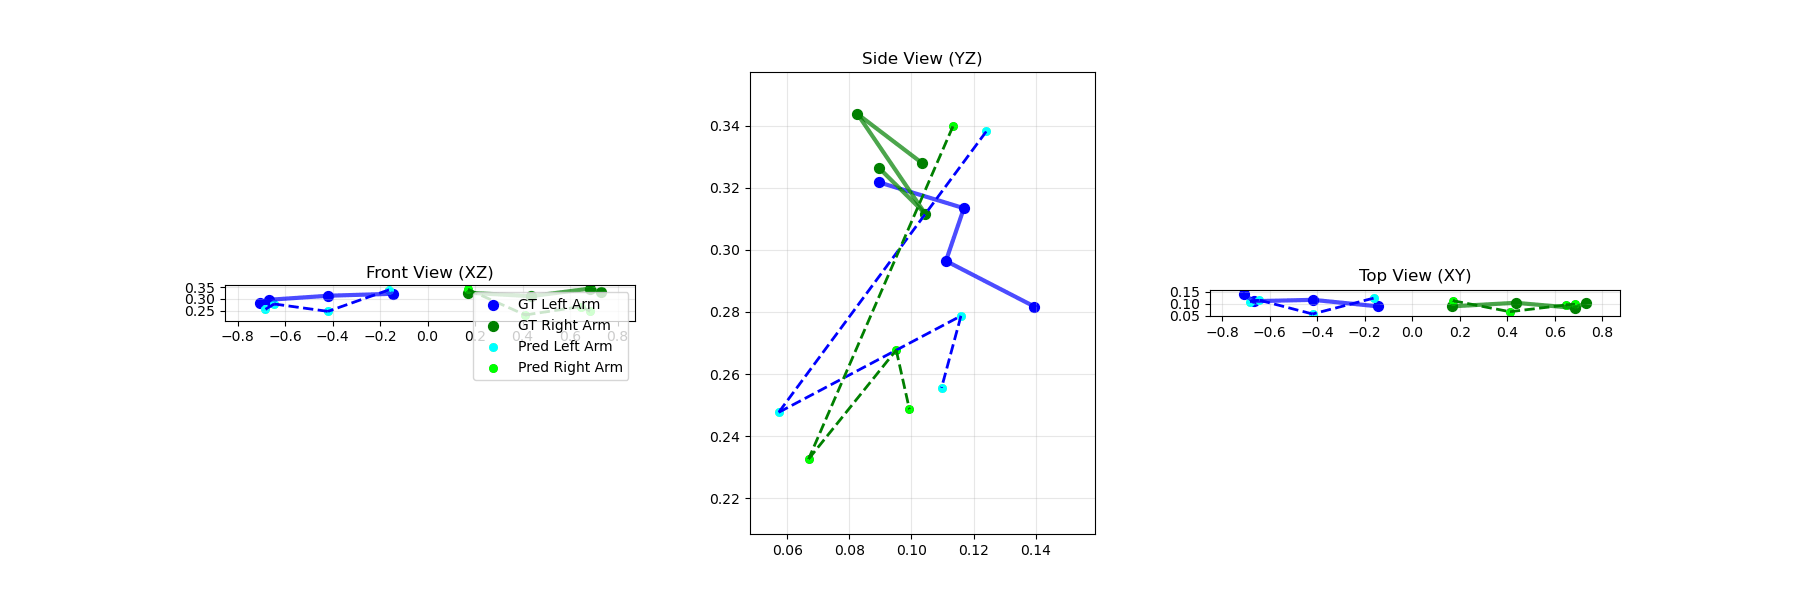 Side View (YZ)
0.34
0.32
0.30
0.28
0.26
0.24
0.22
0.06 0.08 0.10 0.12 0.14
Front View (XZ)
0.35
0.30
0.25
−0.8 −0.6 −0.4 −0.2 0.0 0.2 0.4 0.6 0.8
GT Left Arm
GT Right Arm
Pred Left Arm
Pred Right Arm
Top View (XY)
0.15
0.10
0.05
−0.8 −0.6 −0.4 −0.2 0.0 0.2 0.4 0.6 0.8